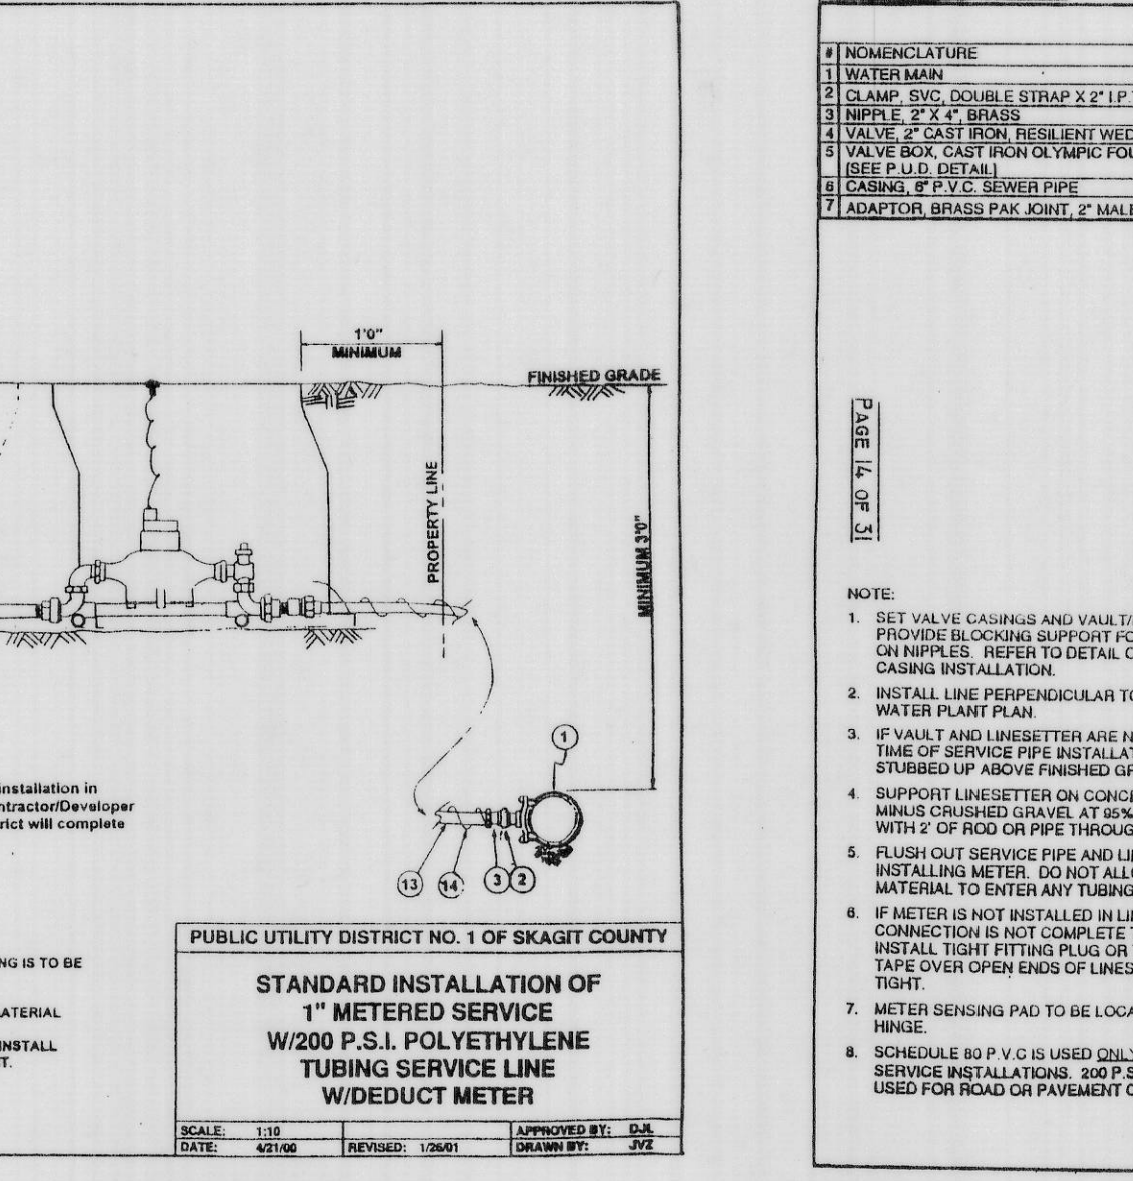 1'0"
MINIMUM
FINISHED GRADE
PROPERTY LINE
MINIMUM 3'0"
1
13
14
3
2
installation in
ntractor/Developer
rict will complete
NG IS TO BE
ATERIAL
NSTALL
T.
PUBLIC UTILITY DISTRICT NO. 1 OF SKAGIT COUNTY
STANDARD INSTALLATION OF
1" METERED SERVICE
W/200 P.S.I. POLYETHYLENE
TUBING SERVICE LINE
W/DEDUCT METER
SCALE: 1:10 APPROVED BY: DJL
DATE: 4/21/00 REVISED: 1/26/01 DRAWN BY: JVZ
# NOMENCLATURE
1 WATER MAIN
2 CLAMP, SVC, DOUBLE STRAP X 2" I.P.
3 NIPPLE, 2" X 4", BRASS
4 VALVE, 2" CAST IRON, RESILIENT WED
5 VALVE BOX, CAST IRON OLYMPIC FOU
(SEE P.U.D. DETAIL)
6 CASING, 6" P.V.C. SEWER PIPE
7 ADAPTOR, BRASS PAK JOINT, 2" MALE
PAGE 14 OF 31
NOTE:
1. SET VALVE CASINGS AND VAULT/
PROVIDE BLOCKING SUPPORT FO
ON NIPPLES. REFER TO DETAIL C
CASING INSTALLATION.
2. INSTALL LINE PERPENDICULAR TO
WATER PLANT PLAN.
3. IF VAULT AND LINESETTER ARE N
TIME OF SERVICE PIPE INSTALLAT
STUBBED UP ABOVE FINISHED GR
4. SUPPORT LINESETTER ON CONCE
MINUS CRUSHED GRAVEL AT 95%
WITH 2' OF ROD OR PIPE THROUG
5. FLUSH OUT SERVICE PIPE AND LI
INSTALLING METER. DO NOT ALL
MATERIAL TO ENTER ANY TUBING
6. IF METER IS NOT INSTALLED IN LI
CONNECTION IS NOT COMPLETE T
INSTALL TIGHT FITTING PLUG OR
TAPE OVER OPEN ENDS OF LINES
TIGHT.
7. METER SENSING PAD TO BE LOCA
HINGE.
8. SCHEDULE 80 P.V.C IS USED ONLY
SERVICE INSTALLATIONS. 200 P.S
USED FOR ROAD OR PAVEMENT C